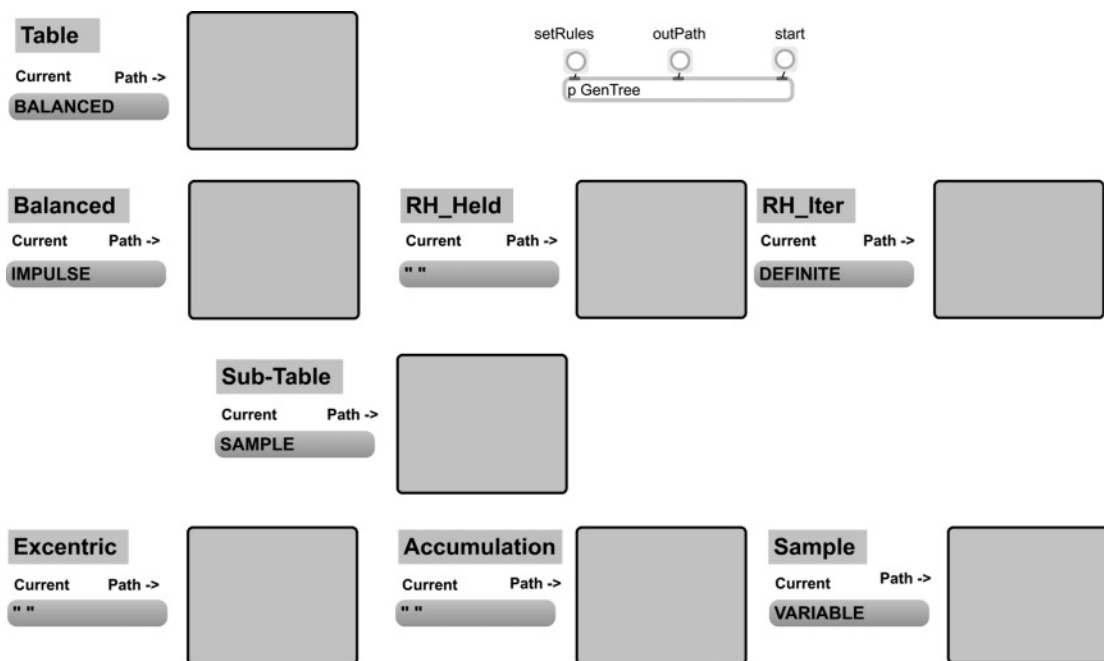 Table
Current Path ->
BALANCED
setRules outPath start
p GenTree
Balanced
Current Path ->
IMPULSE
RH_Held
Current Path ->
" "
RH_Iter
Current Path ->
DEFINITE
Sub-Table
Current Path ->
SAMPLE
Excentric
Current Path ->
" "
Accumulation
Current Path ->
" "
Sample
Current Path ->
VARIABLE